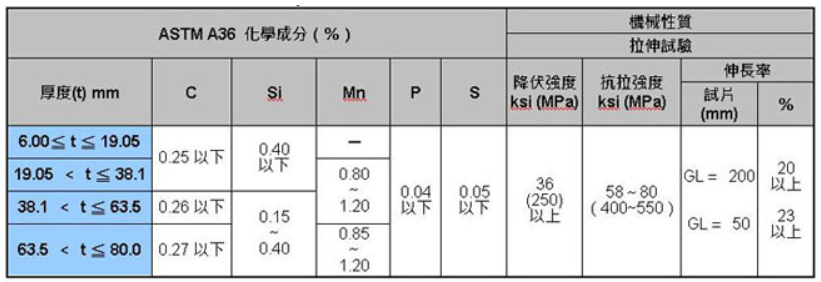 ASTM A36 化學成分 ( % )
機械性質
拉伸試驗
厚度(t) mm
C
Si
Mn
P
S
降伏強度
ksi (MPa)
抗拉強度
ksi (MPa)
伸長率
試片
(mm)
%
6.00≦ t ≦ 19.05
0.25 以下
0.40
以下
—
0.04
以下
0.05
以下
36
(250)
以上
58 ~ 80
( 400~550 )
GL = 200
20
以上
19.05 < t ≦ 38.1
0.80
~
1.20
38.1 < t ≦ 63.5
0.26 以下
0.15
~
0.40
GL = 50
23
以上
63.5 < t ≦ 80.0
0.27 以下
0.85
~
1.20